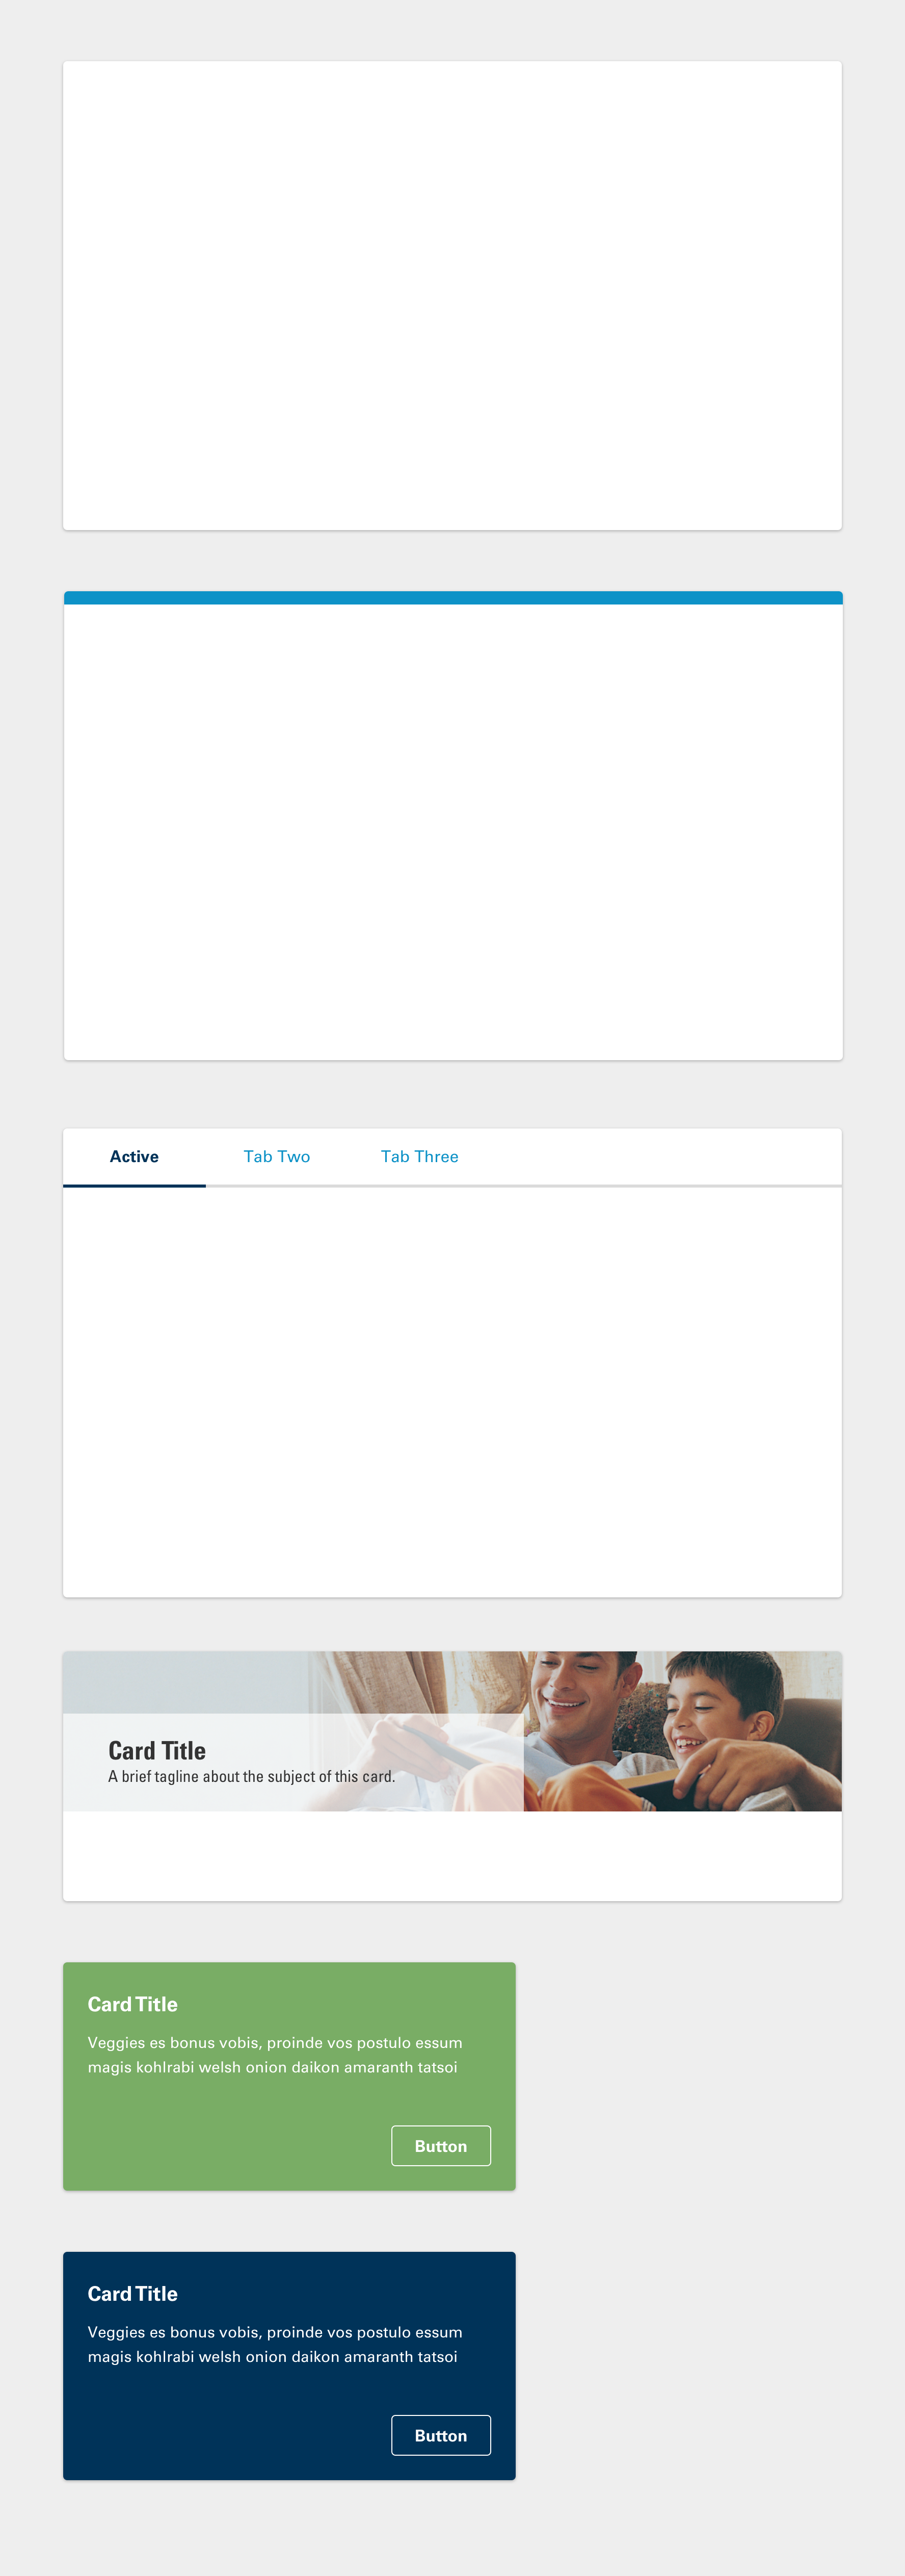 Active Tab Two Tab Three
Card Title
A brief tagline about the subject of this card.
Card Title
Veggies es bonus vobis, proinde vos postulo essum
magis kohlrabi welsh onion daikon amaranth tatsoi
Button
Card Title
Veggies es bonus vobis, proinde vos postulo essum
magis kohlrabi welsh onion daikon amaranth tatsoi
Button